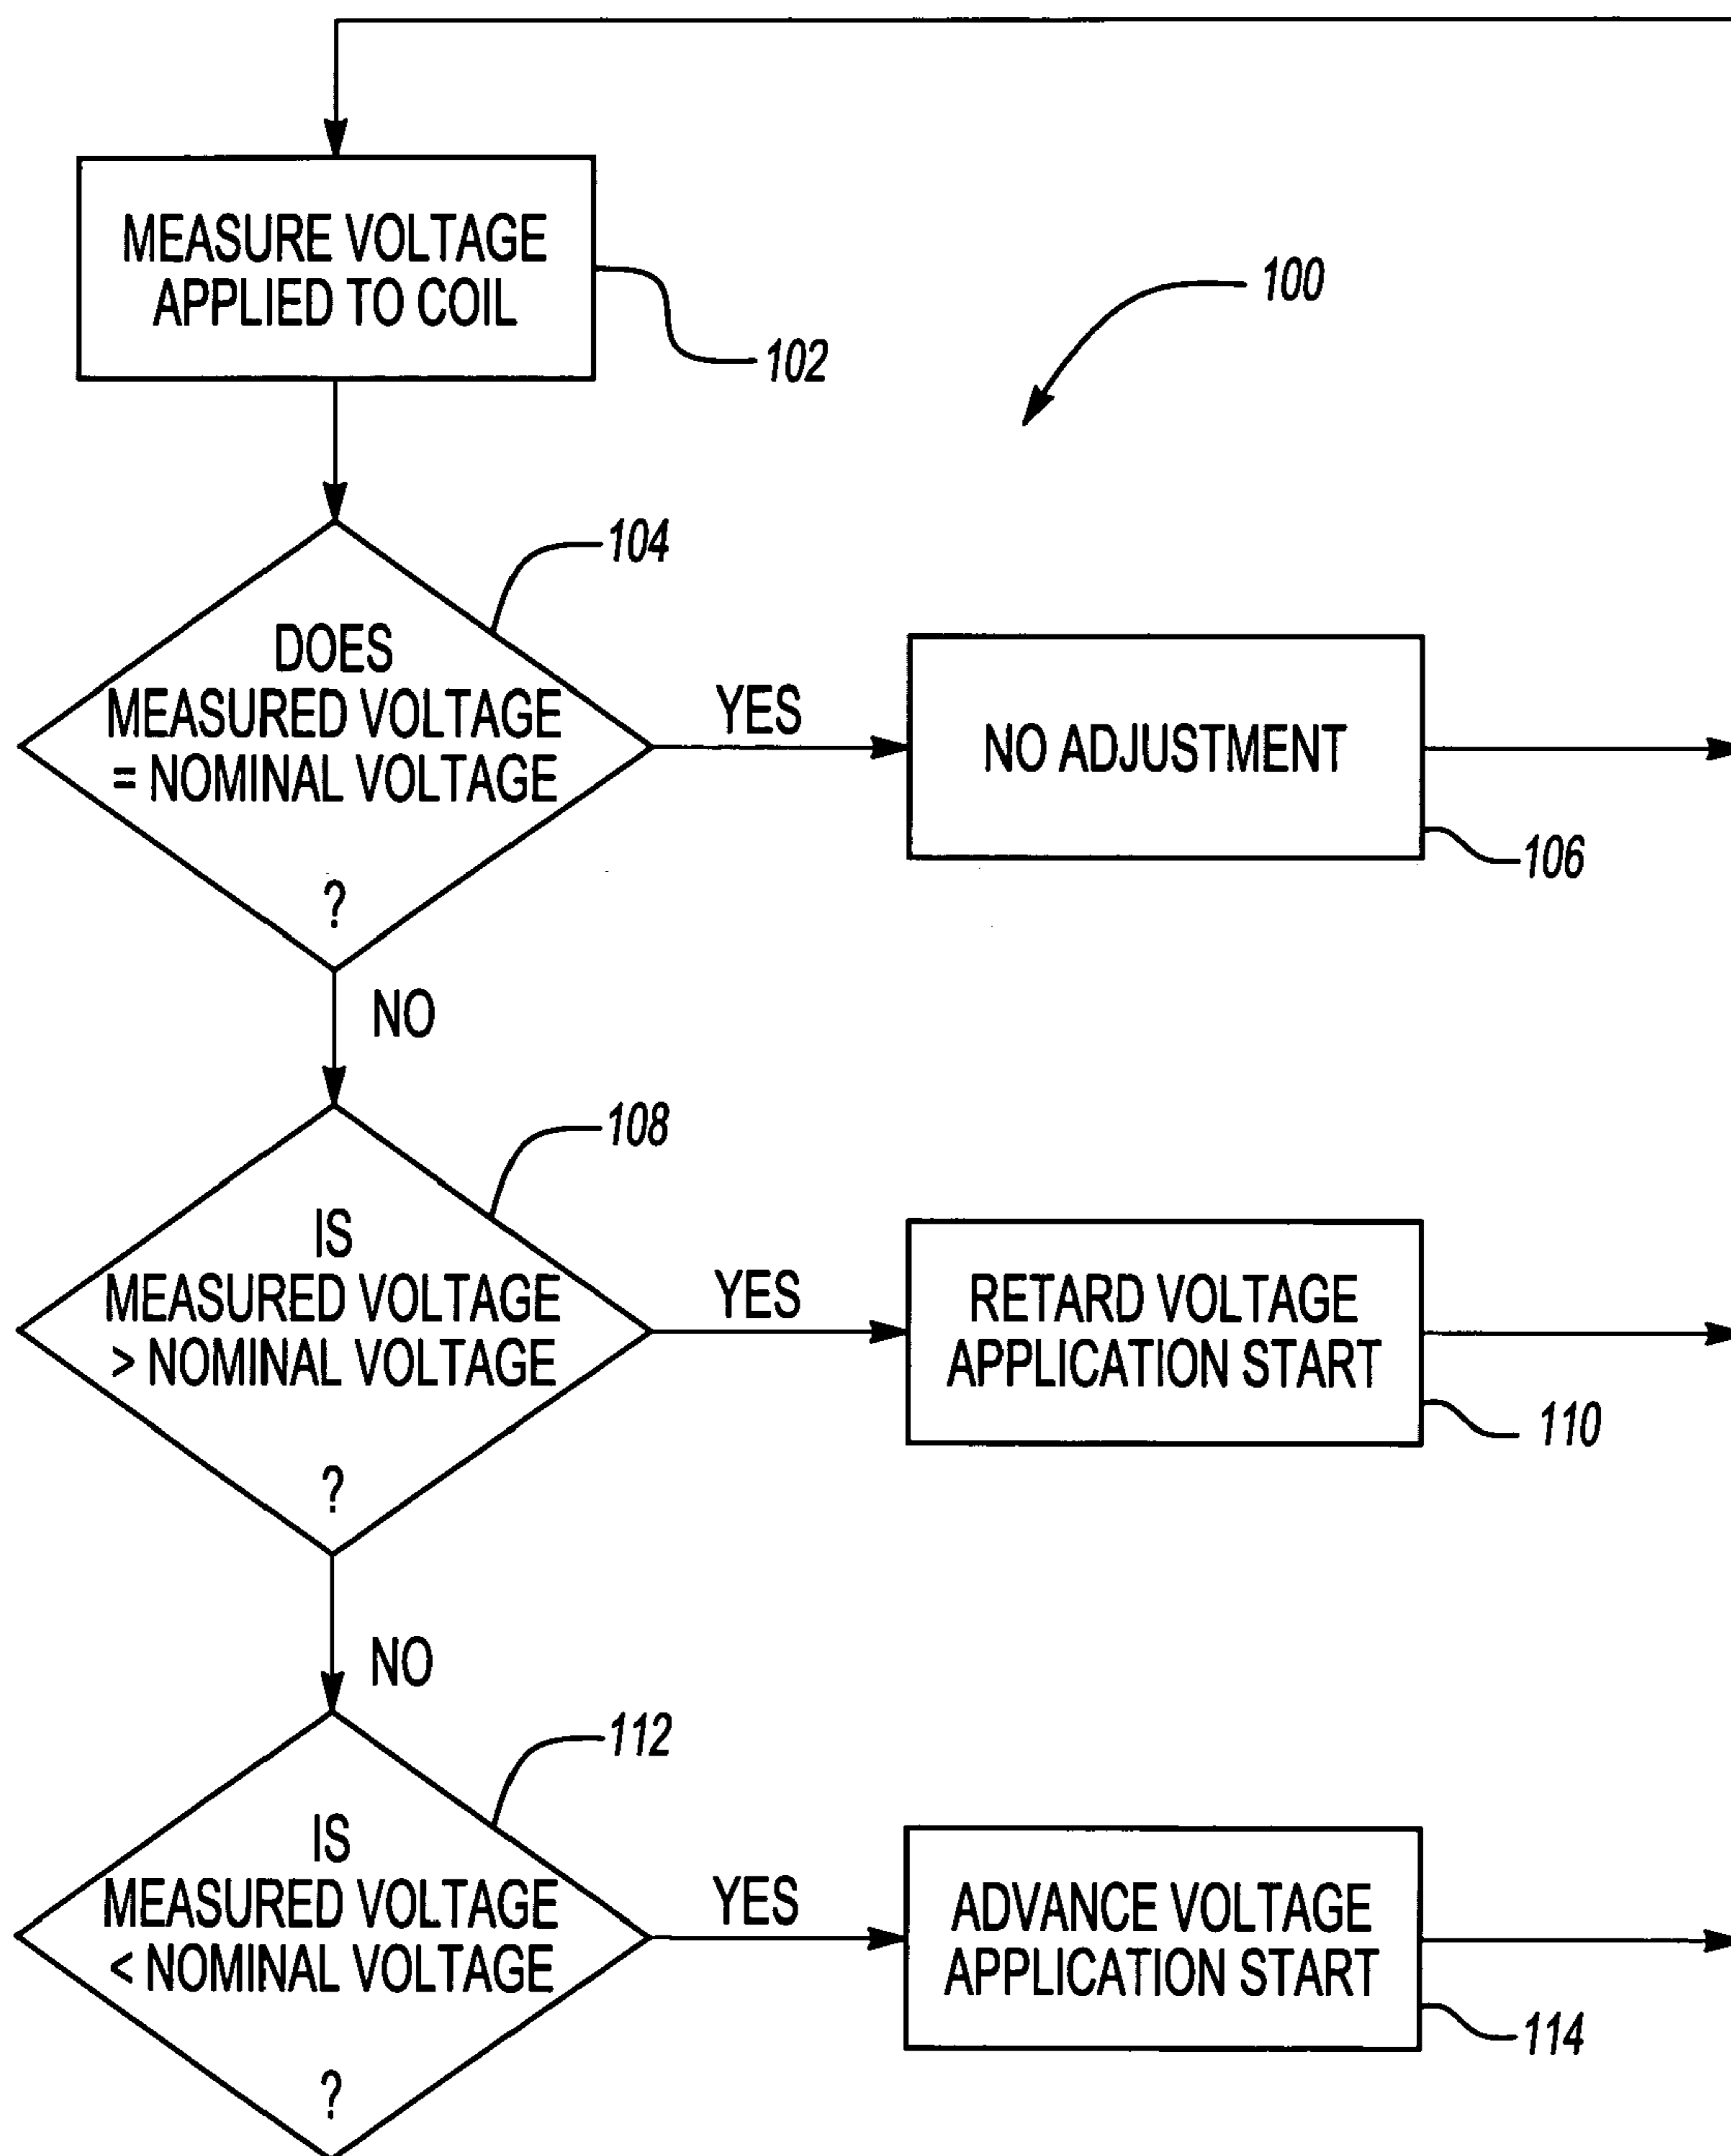 MEASURE VOLTAGE
APPLIED TO COIL
102
100
104
DOES
MEASURED VOLTAGE
= NOMINAL VOLTAGE
?
YES
NO ADJUSTMENT
106
NO
108
IS
MEASURED VOLTAGE
> NOMINAL VOLTAGE
?
YES
RETARD VOLTAGE
APPLICATION START
110
NO
112
IS
MEASURED VOLTAGE
< NOMINAL VOLTAGE
?
YES
ADVANCE VOLTAGE
APPLICATION START
114